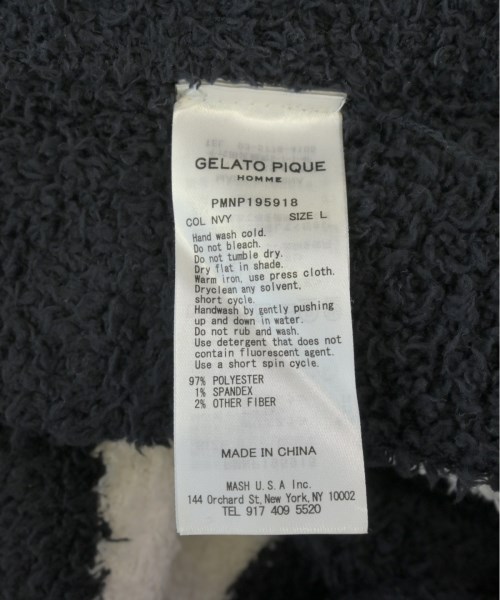 GELATO PIQUE
HOMME
PMNP195918
COL NVY SIZE L
Hand wash cold.
Do not bleach.
Do not tumble dry.
Dry flat in shade.
Warm iron, use press cloth.
Dryclean any solvent.
short cycle.
Handwash by gently pushing
up and down in water.
Do not rub and wash.
Use detergent that does not
contain fluorescent agent.
Use a short spin cycle.
97% POLYESTER
1% SPANDEX
2% OTHER FIBER
MADE IN CHINA
MASH U.S.A Inc.
144 Orchard St, New York, NY 10002
TEL 917 409 5520